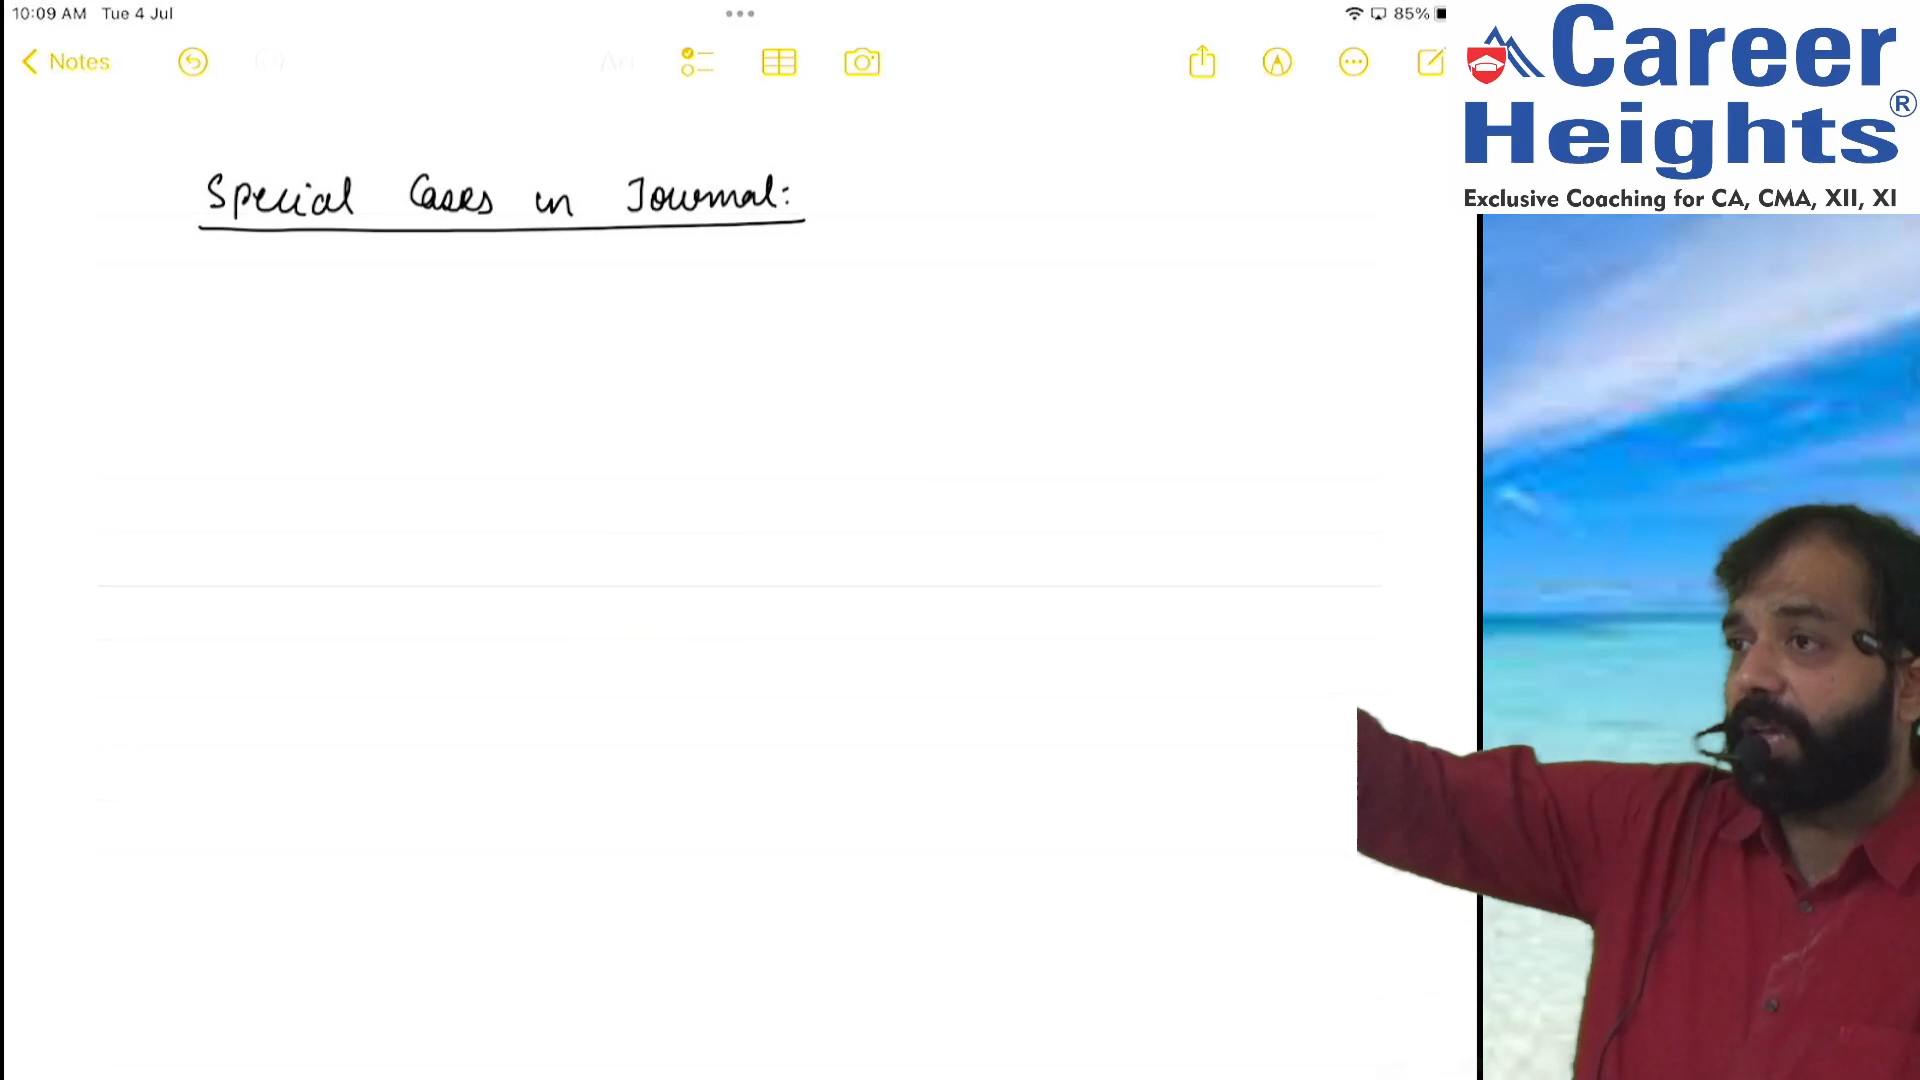 10:09 AM Tue 4 Jul
85%
Notes
Career
Heights®
Exclusive Coaching for CA, CMA, XII, XI
Special Cases in Journal: